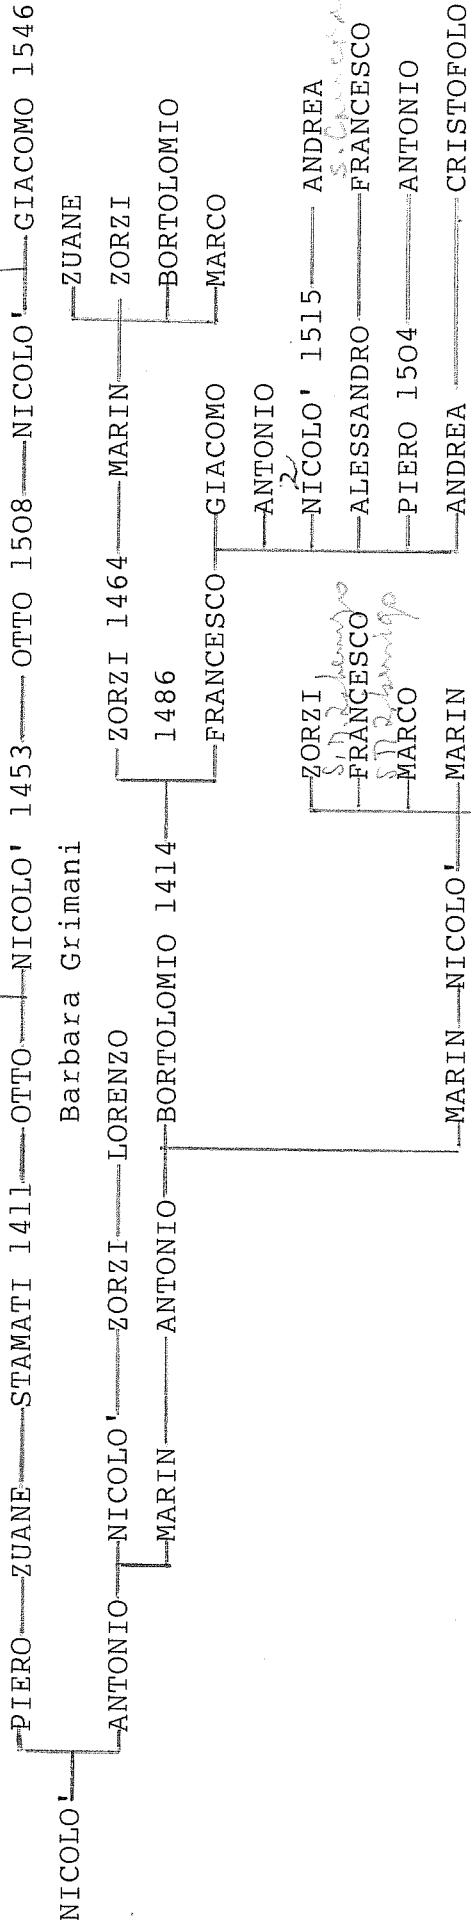 PIERO ZUANE STAMATI 1411 OTTO NICOLO' 1453 OTTO 1508 NICOLO' GIACOMO 1546
NICOLO' ZUANE
Barbara Grimani
ANTONIO NICOLO' ZORZI LORENZO ZORZI 1464 MARIN ZORZI
MARIN ANTONIO BORTOLOMIO 1414 1486 BORTOLOMIO
FRANCESCO GIACOMO MARCO
ANTONIO
2
ZORZI NICOLO' 1515 ANDREA
FRANCESCO ALESSANDRO FRANCESCO
MARCO PIERO 1504 ANTONIO
MARIN NICOLO' MARIN ANDREA CRISTOFOLO